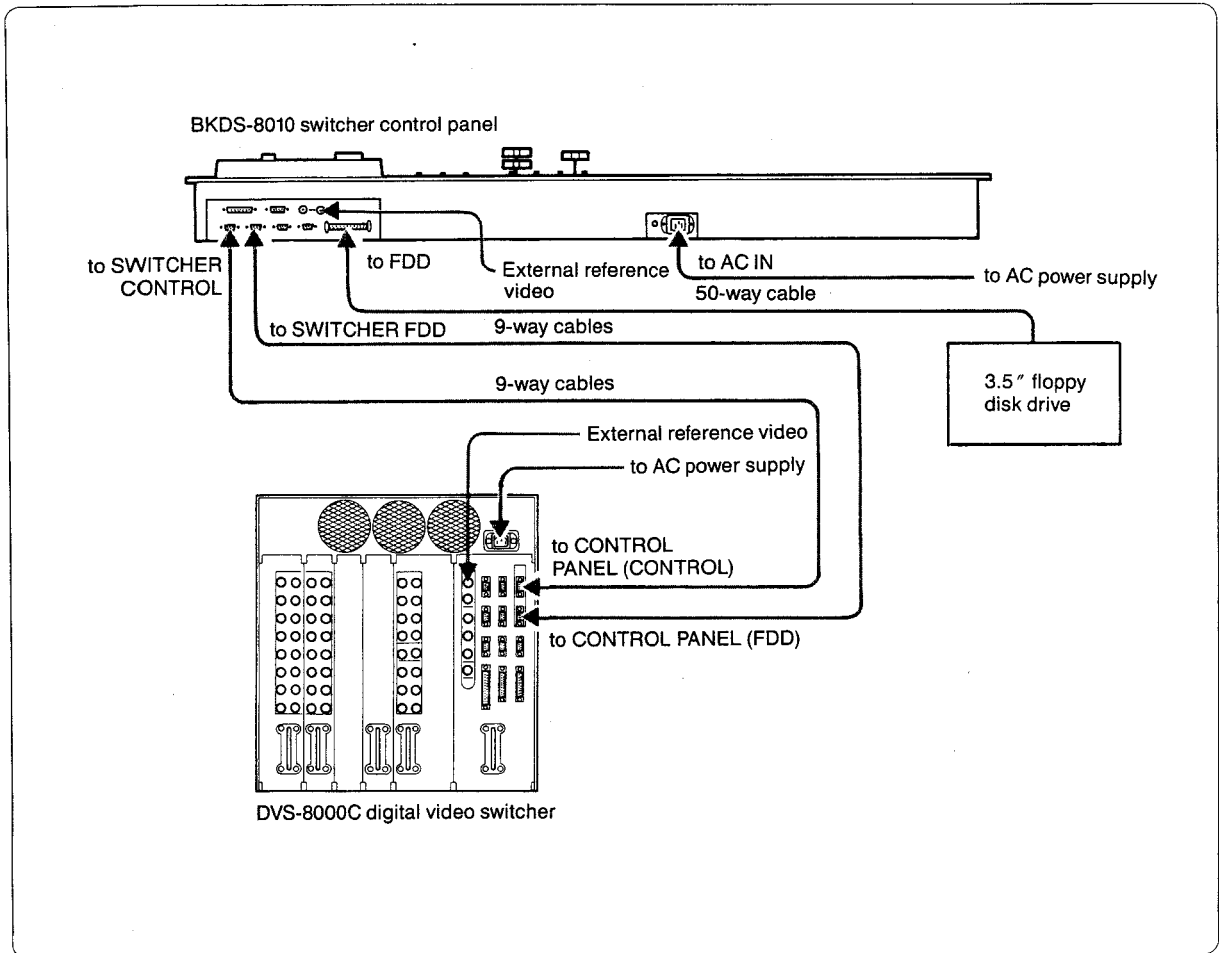 BKDS-8010 switcher control panel
to SWITCHER
CONTROL
to FDD
External reference
video
to AC IN
to AC power supply
50-way cable
to SWITCHER FDD
9-way cables
3.5" floppy
disk drive
9-way cables
External reference video
to AC power supply
to CONTROL
PANEL (CONTROL)
to CONTROL PANEL (FDD)
DVS-8000C digital video switcher